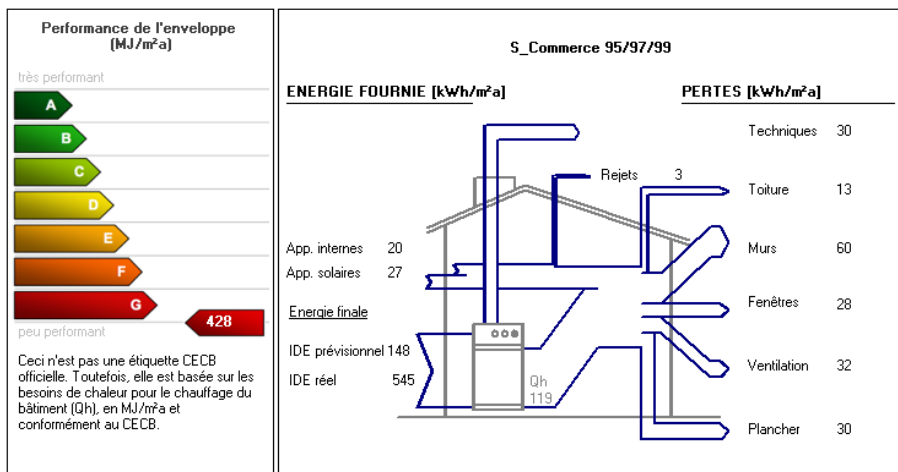 Performance de l'enveloppe
(MJ/m²a)
très performant
A
B
C
D
E
F
G
428
peu performant
Ceci n'est pas une étiquette CECB
officielle. Toutefois, elle est basée sur les
besoins de chaleur pour le chauffage du
bâtiment (Qh), en MJ/m²a et
conformément au CECB.
S_Commerce 95/97/99
ENERGIE FOURNIE [kWh/m²a]
PERTES [kWh/m²a]
Techniques 30
Rejets 3
Toiture 13
App. internes 20
Murs 60
App. solaires 27
Energie finale
Fenêtres 28
IDE prévisionnel 148
Ventilation 32
IDE réel 545
Qh
119
Plancher 30